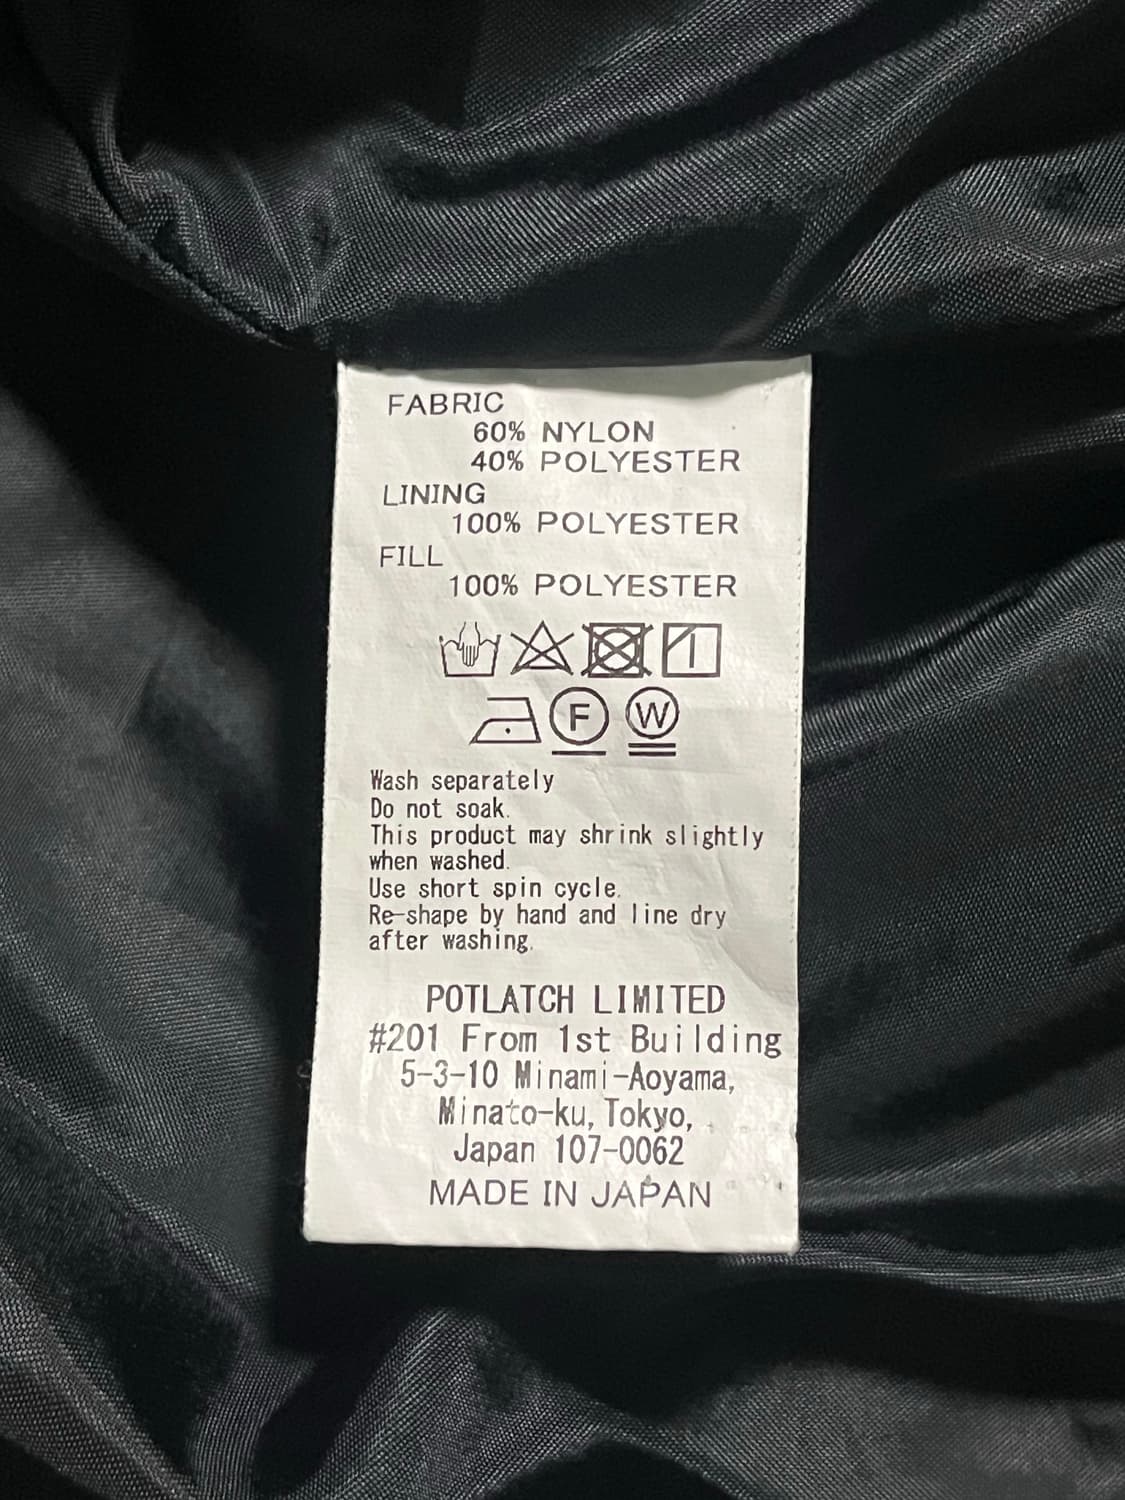 FABRIC
60% NYLON
40% POLYESTER
LINING
100% POLYESTER
FILL
100% POLYESTER
F W
Wash separately
Do not soak.
This product may shrink slightly
when washed.
Use short spin cycle.
Re-shape by hand and line dry
after washing.
POTLATCH LIMITED
#201 From 1st Building
5-3-10 Minami-Aoyama,
Minato-ku, Tokyo,
Japan 107-0062
MADE IN JAPAN